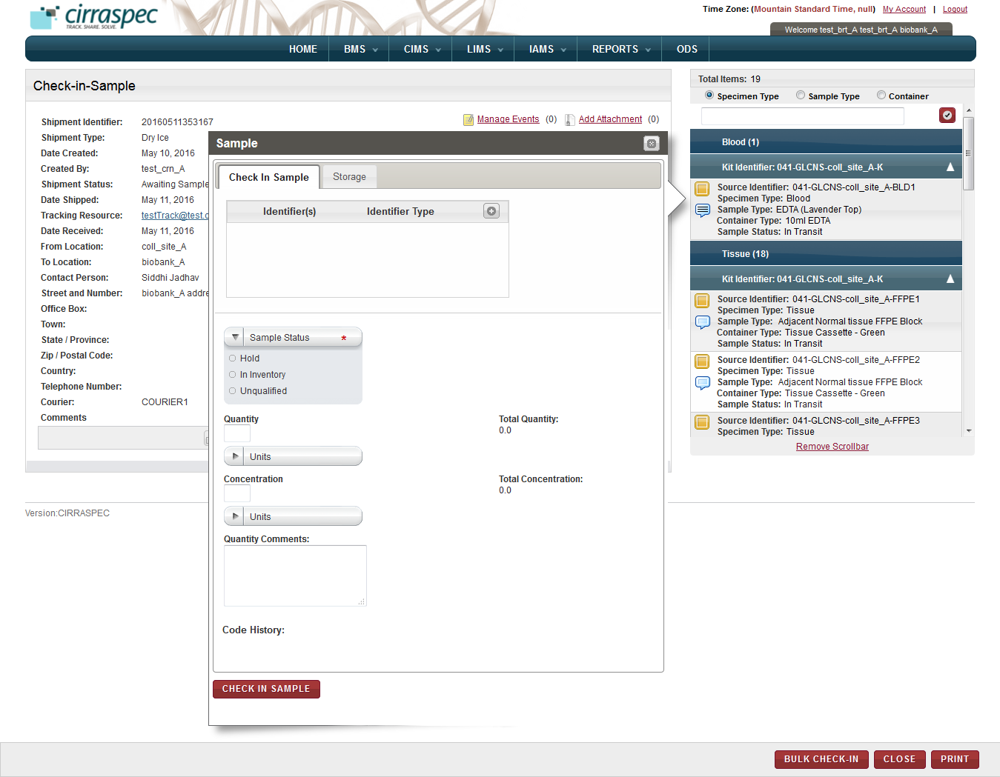 cirraspec
TRACK. SHARE. SOLVE.
Time Zone: (Mountain Standard Time, null) My Account | Logout
Welcome test_brt_A test_brt_A biobank_A
HOME BMS CIMS LIMS IAMS REPORTS ODS
Check-in-Sample
Manage Events (0) Add Attachment (0)
Shipment Identifier: 20160511353167
Shipment Type: Dry Ice
Date Created: May 10, 2016
Created By: test_crn_A
Shipment Status: Awaiting Sample
Date Shipped: May 11, 2016
Tracking Resource: testTrack@test.c
Date Received: May 11, 2016
From Location: coll_site_A
To Location: biobank_A
Contact Person: Siddhi Jadhav
Street and Number: biobank_A addre
Office Box:
Town:
State / Province:
Zip / Postal Code:
Country:
Telephone Number:
Courier: COURIER1
Comments
Version:CIRRASPEC
Sample
Check In Sample Storage
Identifier(s) Identifier Type
Sample Status *
Hold
In Inventory
Unqualified
Quantity Total Quantity:
0.0
Units
Concentration Total Concentration:
0.0
Units
Quantity Comments:
Code History:
CHECK IN SAMPLE
Total Items: 19
Specimen Type Sample Type Container
Blood (1)
Kit Identifier: 041-GLCNS-coll_site_A-K
Source Identifier: 041-GLCNS-coll_site_A-BLD1
Specimen Type: Blood
Sample Type: EDTA (Lavender Top)
Container Type: 10ml EDTA
Sample Status: In Transit
Tissue (18)
Kit Identifier: 041-GLCNS-coll_site_A-K
Source Identifier: 041-GLCNS-coll_site_A-FFPE1
Specimen Type: Tissue
Sample Type: Adjacent Normal tissue FFPE Block
Container Type: Tissue Cassette - Green
Sample Status: In Transit
Source Identifier: 041-GLCNS-coll_site_A-FFPE2
Specimen Type: Tissue
Sample Type: Adjacent Normal tissue FFPE Block
Container Type: Tissue Cassette - Green
Sample Status: In Transit
Source Identifier: 041-GLCNS-coll_site_A-FFPE3
Specimen Type: Tissue
Remove Scrollbar
BULK CHECK-IN CLOSE PRINT